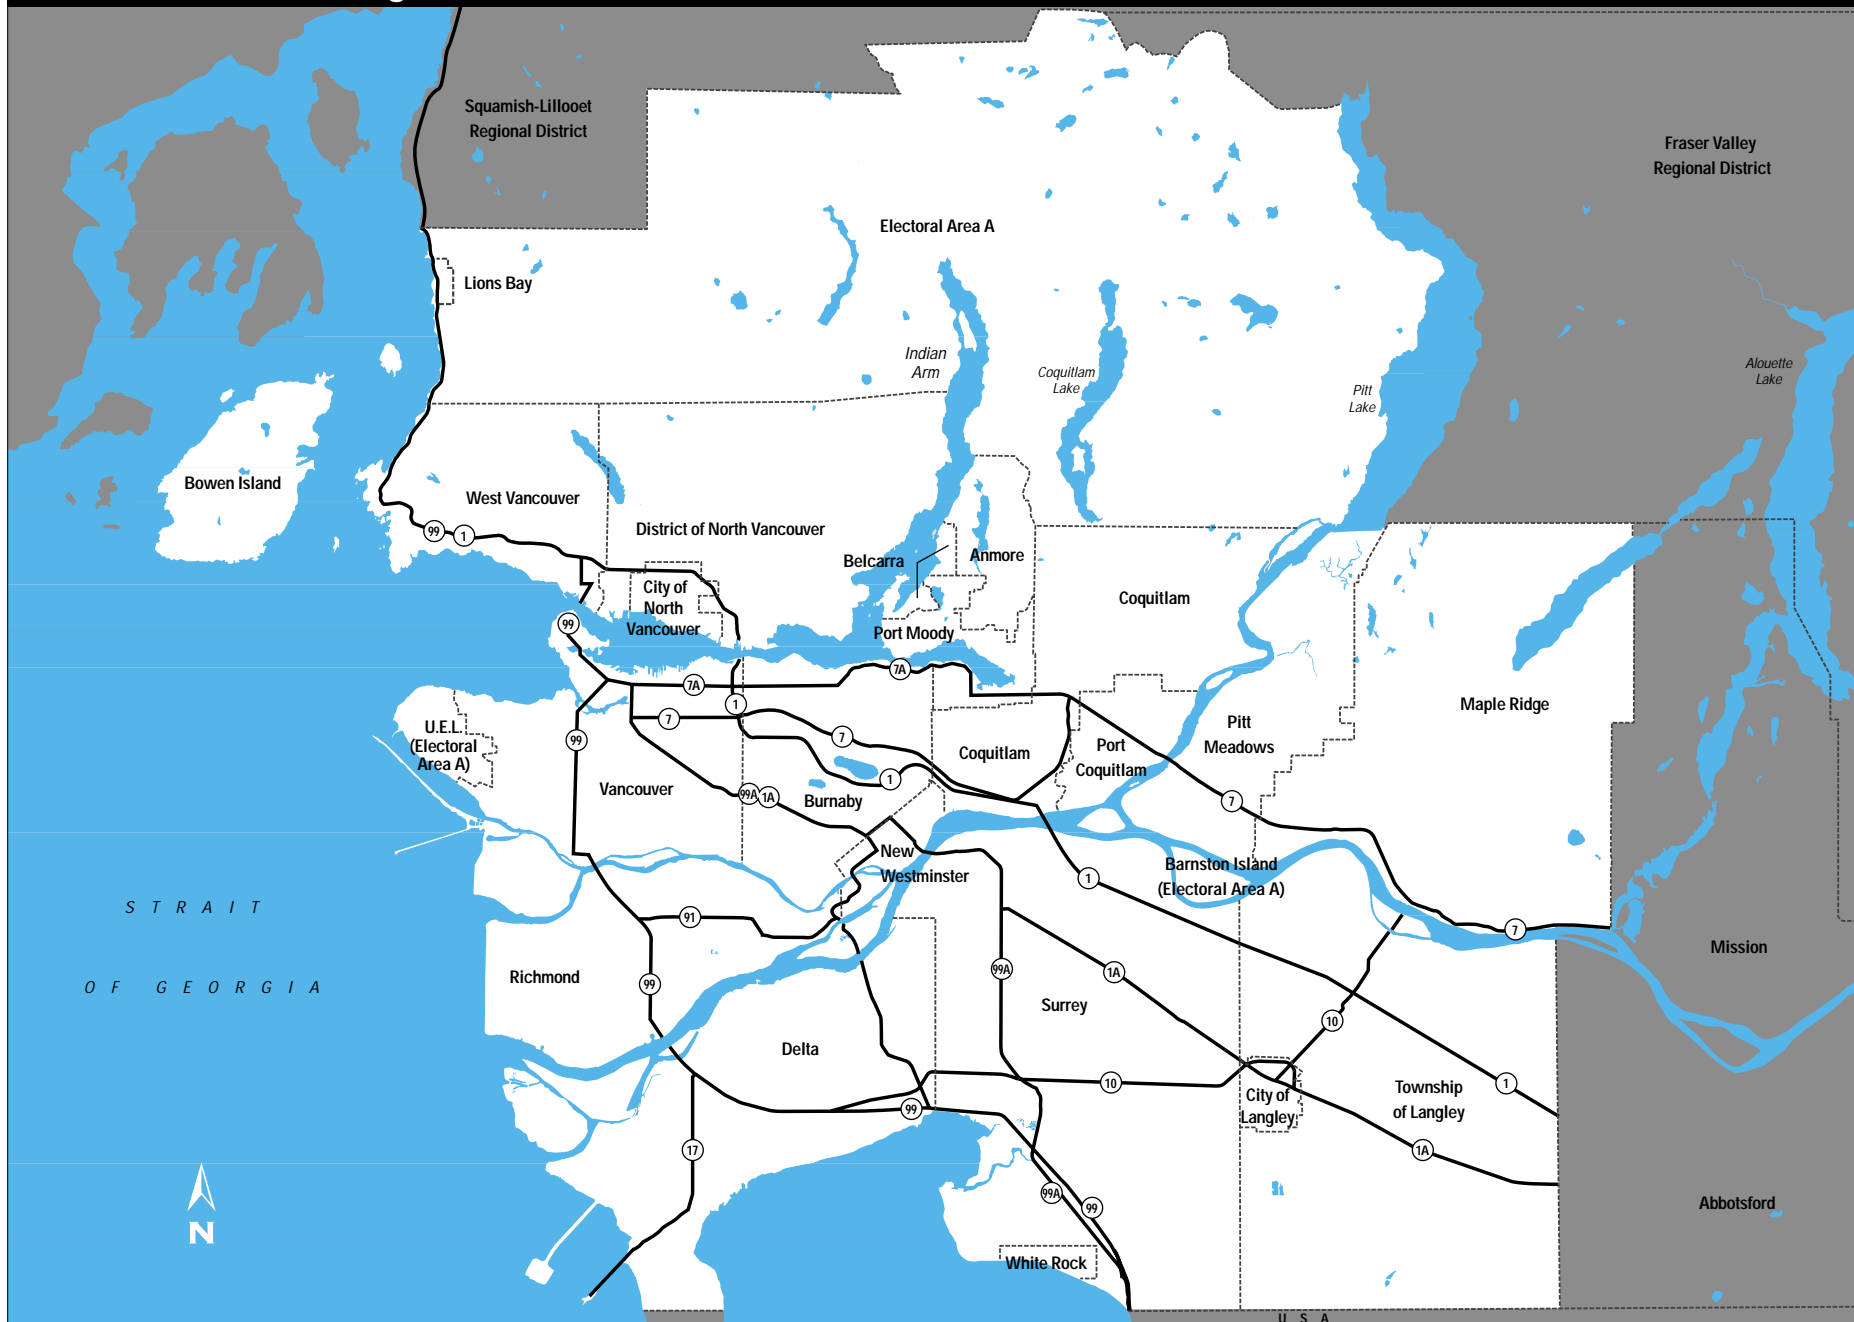 Squamish-Lillooet
Regional District
Fraser Valley
Regional District
Electoral Area A
Lions Bay
Indian
Arm
Coquitlam
Lake
Pitt
Lake
Alouette
Lake
Bowen Island
West Vancouver
District of North Vancouver
99
1
Belcarra
Anmore
City of
North
Vancouver
Coquitlam
99
Port Moody
7A
7A
1
7
7
99
U.E.L.
(Electoral
Area A)
Maple Ridge
Pitt
Meadows
Port
Coquitlam
Coquitlam
1
Vancouver
99A
1A
Burnaby
7
New
Westminster
Barnston Island
(Electoral Area A)
1
STRAIT
OF GEORGIA
91
7
Mission
Richmond
99
99A
1A
Surrey
10
Delta
10
1
City of
Langley
Township
of Langley
99
17
1A
99A
99
Abbotsford
N
White Rock
USA